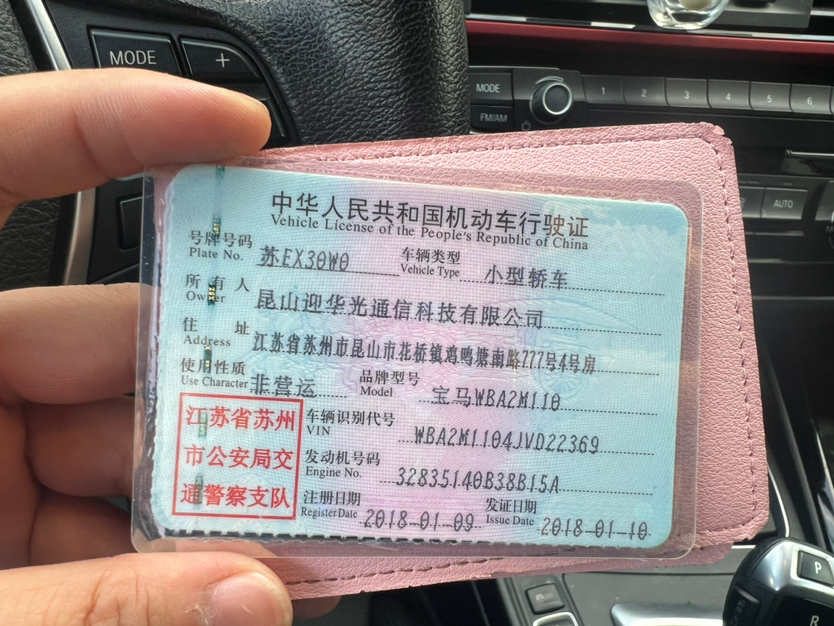 MODE
+
MODE
1 2 3 4 5 6
FM/AM
AUTO
中华人民共和国机动车行驶证
Vehicle License of the People's Republic of China
号牌号码 苏EX30W0 车辆类型 小型轿车
Plate No. Vehicle Type
所有人 昆山迎华光通信科技有限公司
Owner
住址 江苏省苏州市昆山市花桥镇鸡鸣塘南路777号4号房
Address
使用性质 非营运 品牌型号 宝马WBA2M110
Use Character Model
江苏省苏州
市公安局交
通警察支队
车辆识别代号 WBA2M1104JVD22369
VIN
发动机号码 32835140B38B15A
Engine No.
注册日期 2018-01-09 发证日期 2018-01-10
Register Date Issue Date
P
R